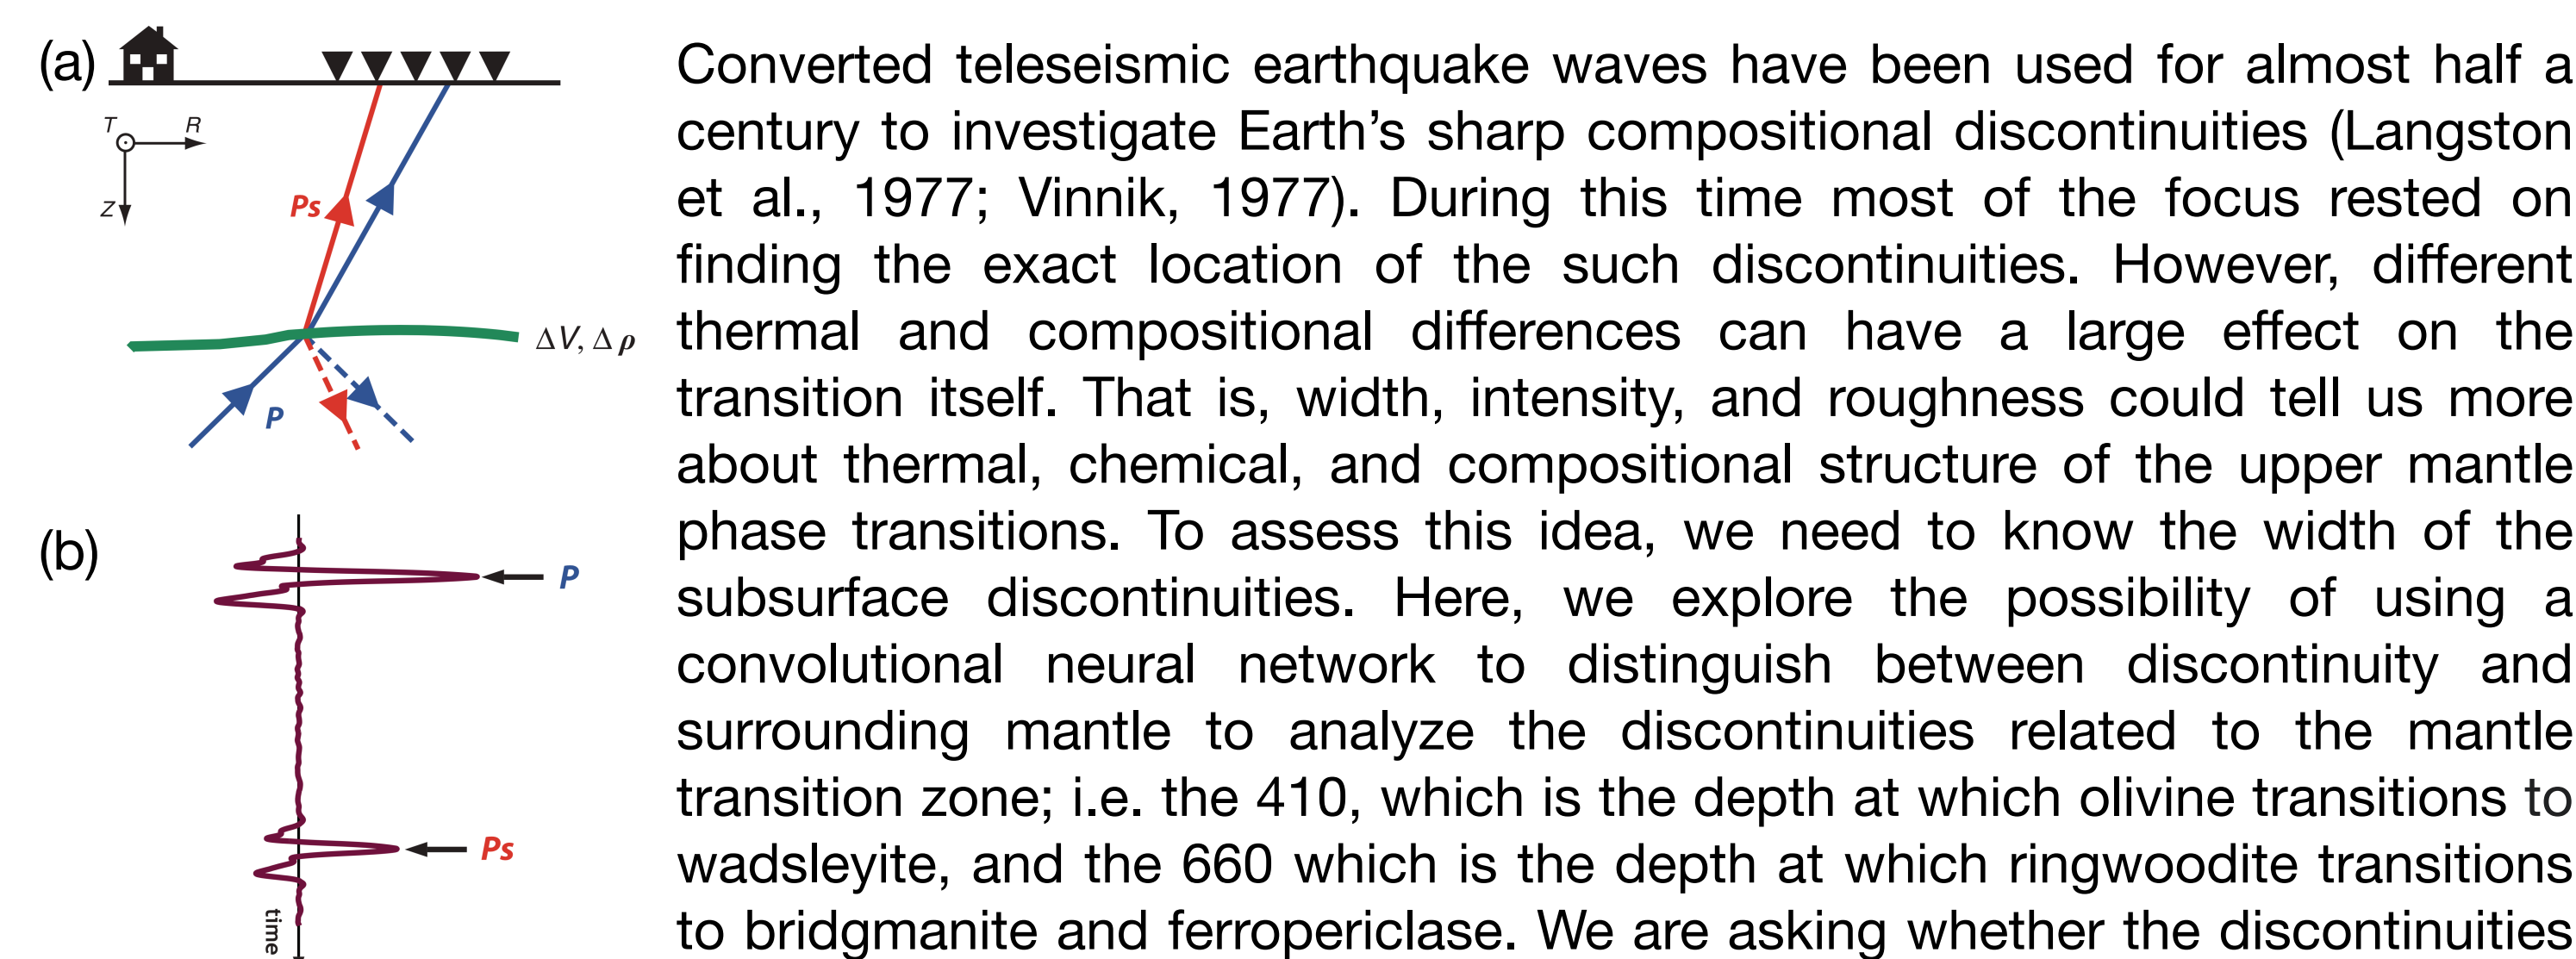 (a)
T
R
Z
Ps
P
ΔV, Δρ
(b)
P
Ps
time
Converted teleseismic earthquake waves have been used for almost half a
century to investigate Earth’s sharp compositional discontinuities (Langston
et al., 1977; Vinnik, 1977). During this time most of the focus rested on
finding the exact location of the such discontinuities. However, different
thermal and compositional differences can have a large effect on the
transition itself. That is, width, intensity, and roughness could tell us more
about thermal, chemical, and compositional structure of the upper mantle
phase transitions. To assess this idea, we need to know the width of the
subsurface discontinuities. Here, we explore the possibility of using a
convolutional neural network to distinguish between discontinuity and
surrounding mantle to analyze the discontinuities related to the mantle
transition zone; i.e. the 410, which is the depth at which olivine transitions to
wadsleyite, and the 660 which is the depth at which ringwoodite transitions
to bridgmanite and ferropericlase. We are asking whether the discontinuities